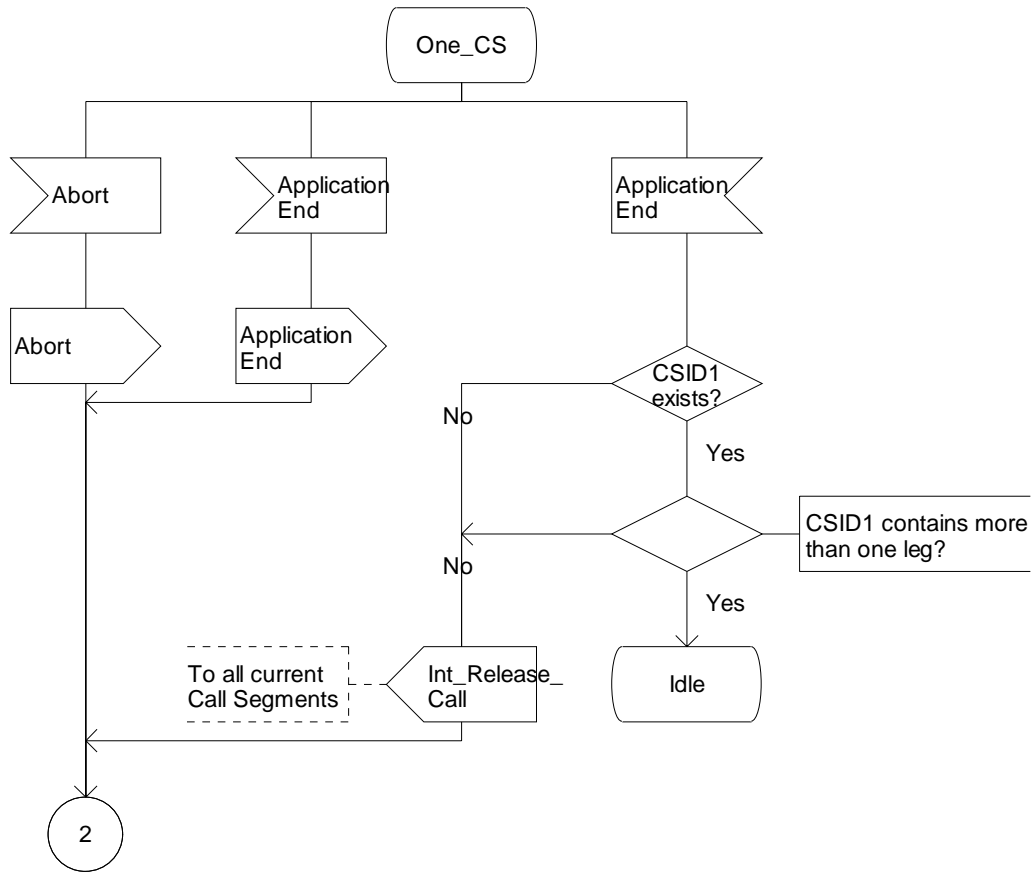 One_CS
Abort
Application
End
Application
End
Abort
Application
End
CSID1
exists?
No
Yes
CSID1 contains more
than one leg?
No
Yes
To all current
Call Segments
Int_Release_
Call
Idle
2